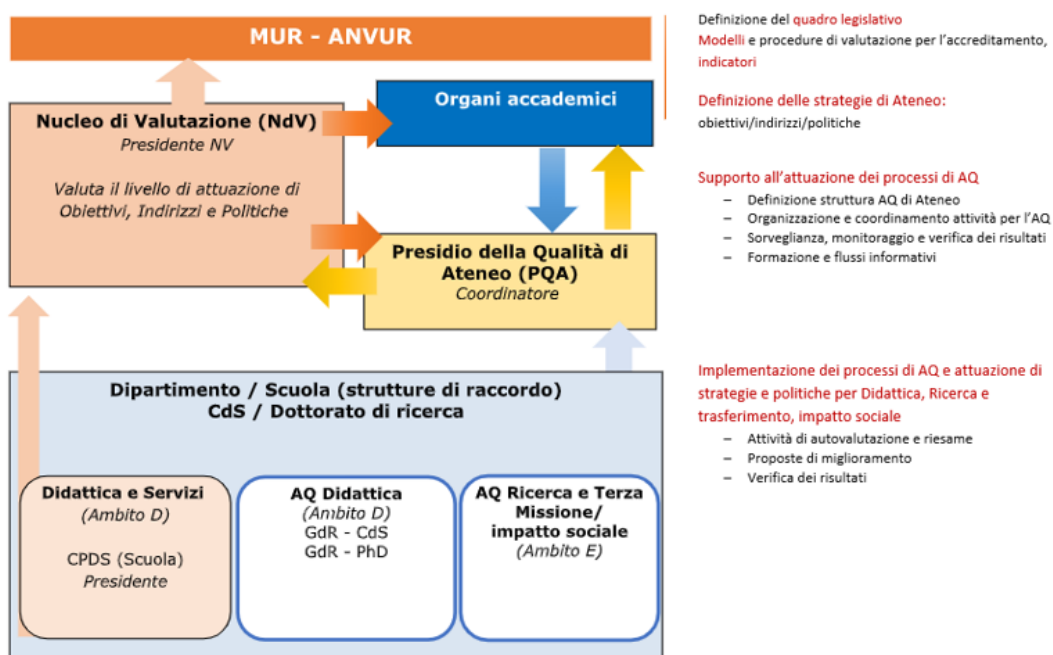 MUR - ANVUR
Nucleo di Valutazione (NdV)
Presidente NV
Valuta il livello di attuazione di
Obiettivi, Indirizzi e Politiche
Organi accademici
Presidio della Qualità di
Ateneo (PQA)
Coordinatore
Dipartimento / Scuola (strutture di raccordo)
CdS / Dottorato di ricerca
Didattica e Servizi
(Ambito D)
CPDS (Scuola)
Presidente
AQ Didattica
(Ambito D)
GdR - CdS
GdR - PhD
AQ Ricerca e Terza
Missione/
impatto sociale
(Ambito E)
Definizione del quadro legislativo
Modelli e procedure di valutazione per l'accreditamento,
indicatori
Definizione delle strategie di Ateneo:
obiettivi/indirizzi/politiche
Supporto all'attuazione dei processi di AQ
– Definizione struttura AQ di Ateneo
– Organizzazione e coordinamento attività per l'AQ
– Sorveglianza, monitoraggio e verifica dei risultati
– Formazione e flussi informativi
Implementazione dei processi di AQ e attuazione di
strategie e politiche per Didattica, Ricerca e
trasferimento, impatto sociale
– Attività di autovalutazione e riesame
– Proposte di miglioramento
– Verifica dei risultati